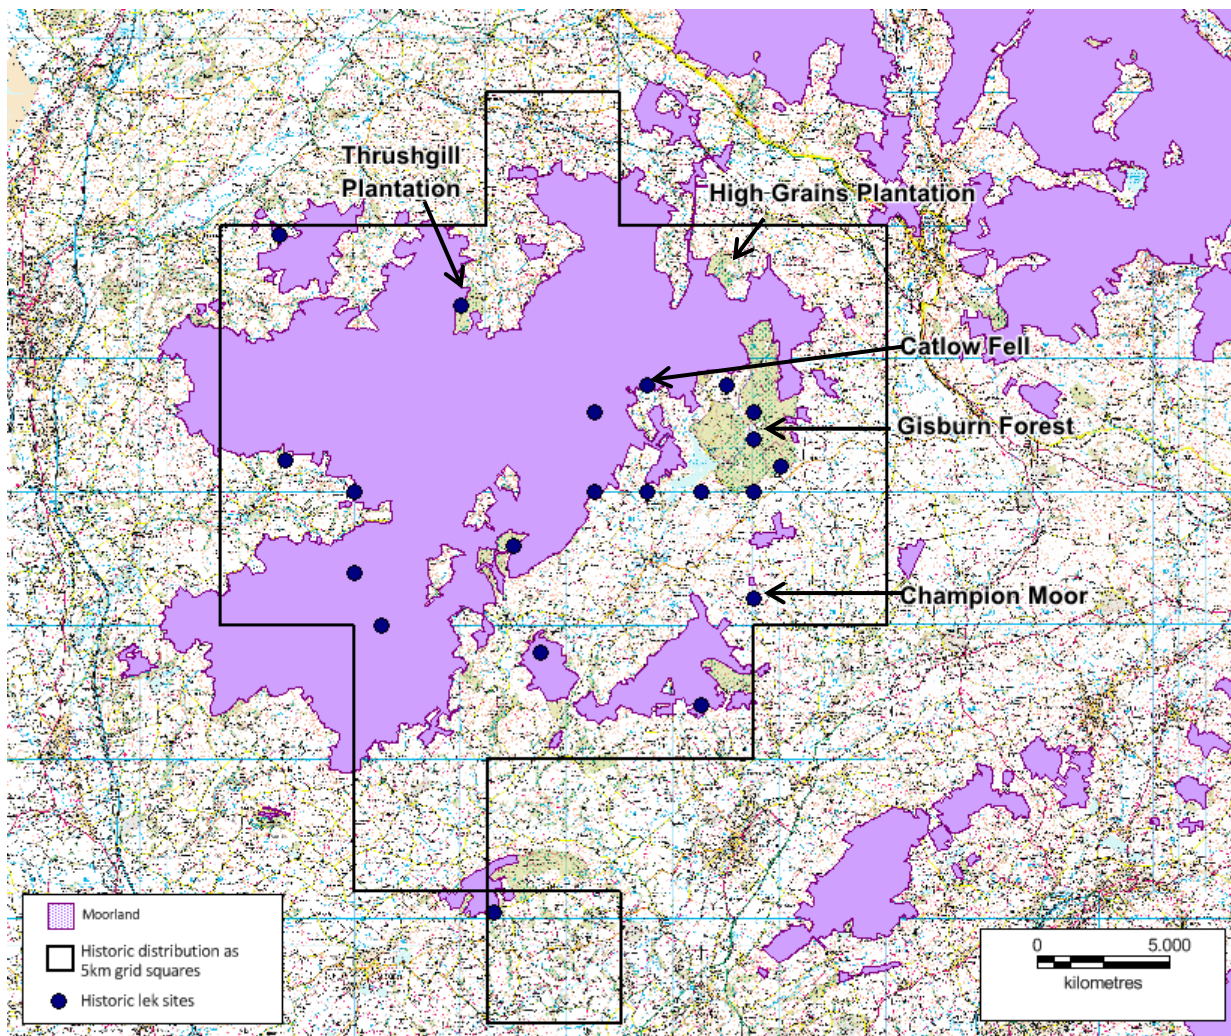 Thrushgill
Plantation
High Grains Plantation
Catlow Fell
Gisburn Forest
Champion Moor
Moorland
Historic distribution as
5km grid squares
Historic lek sites
0 5.000
kilometres